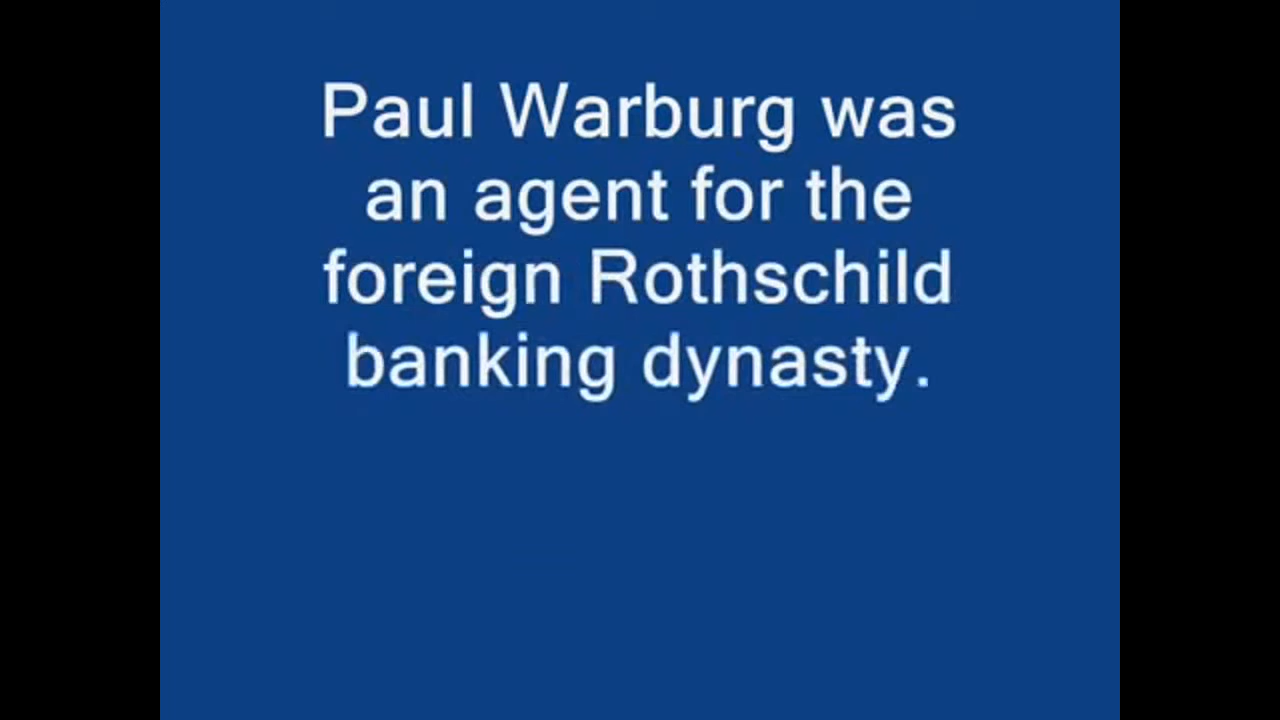 Paul Warburg was
an agent for the
foreign Rothschild
banking dynasty.